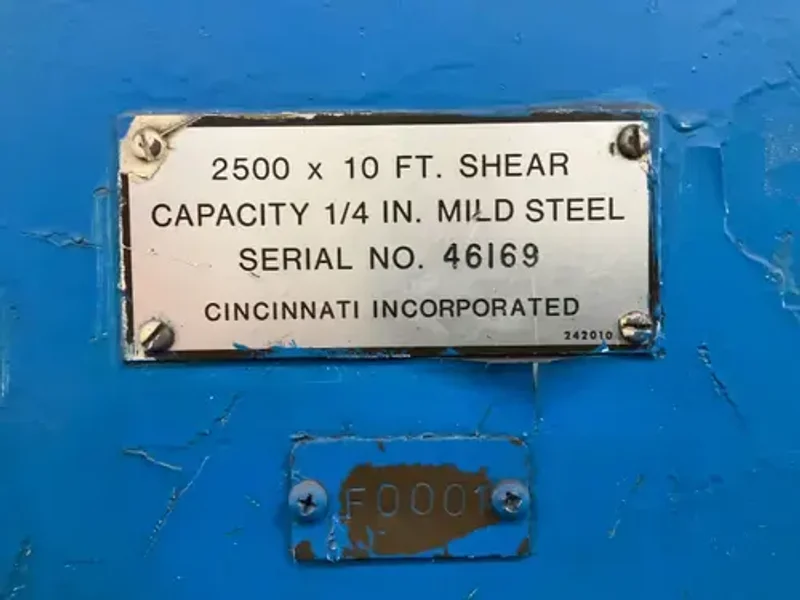 2500 x 10 FT. SHEAR
CAPACITY 1/4 IN. MILD STEEL
SERIAL NO. 46169
CINCINNATI INCORPORATED
242010
F0001